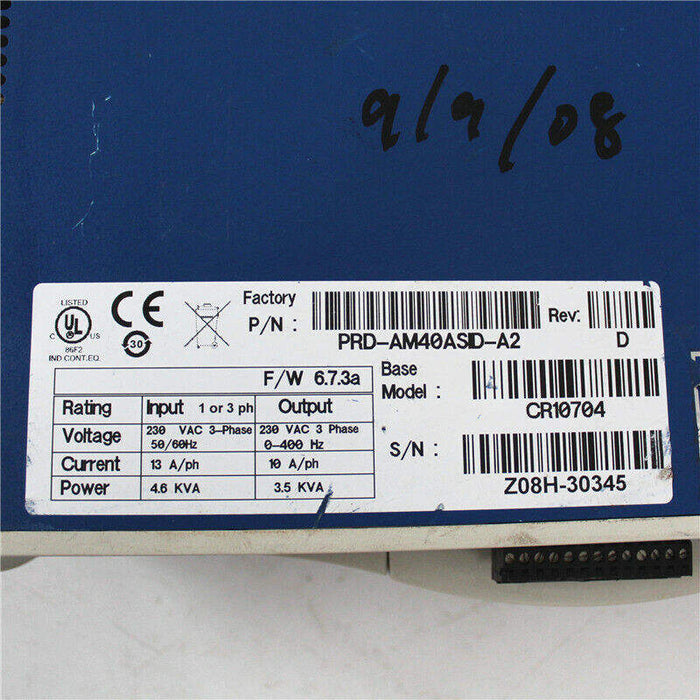 9/9/08
LISTED
C UL US
86F2
IND.CONT.EQ.
CE
30
Factory
P/N :
PRD-AM40ASID-A2
Rev:
D
F/W 6.7.3a
Base
Model :
CR10704
S/N :
Z08H-30345
Rating Input 1 or 3 ph Output
Voltage 230 VAC 3-Phase 230 VAC 3 Phase
50/60Hz 0-400 Hz
Current 13 A/ph 10 A/ph
Power 4.6 KVA 3.5 KVA